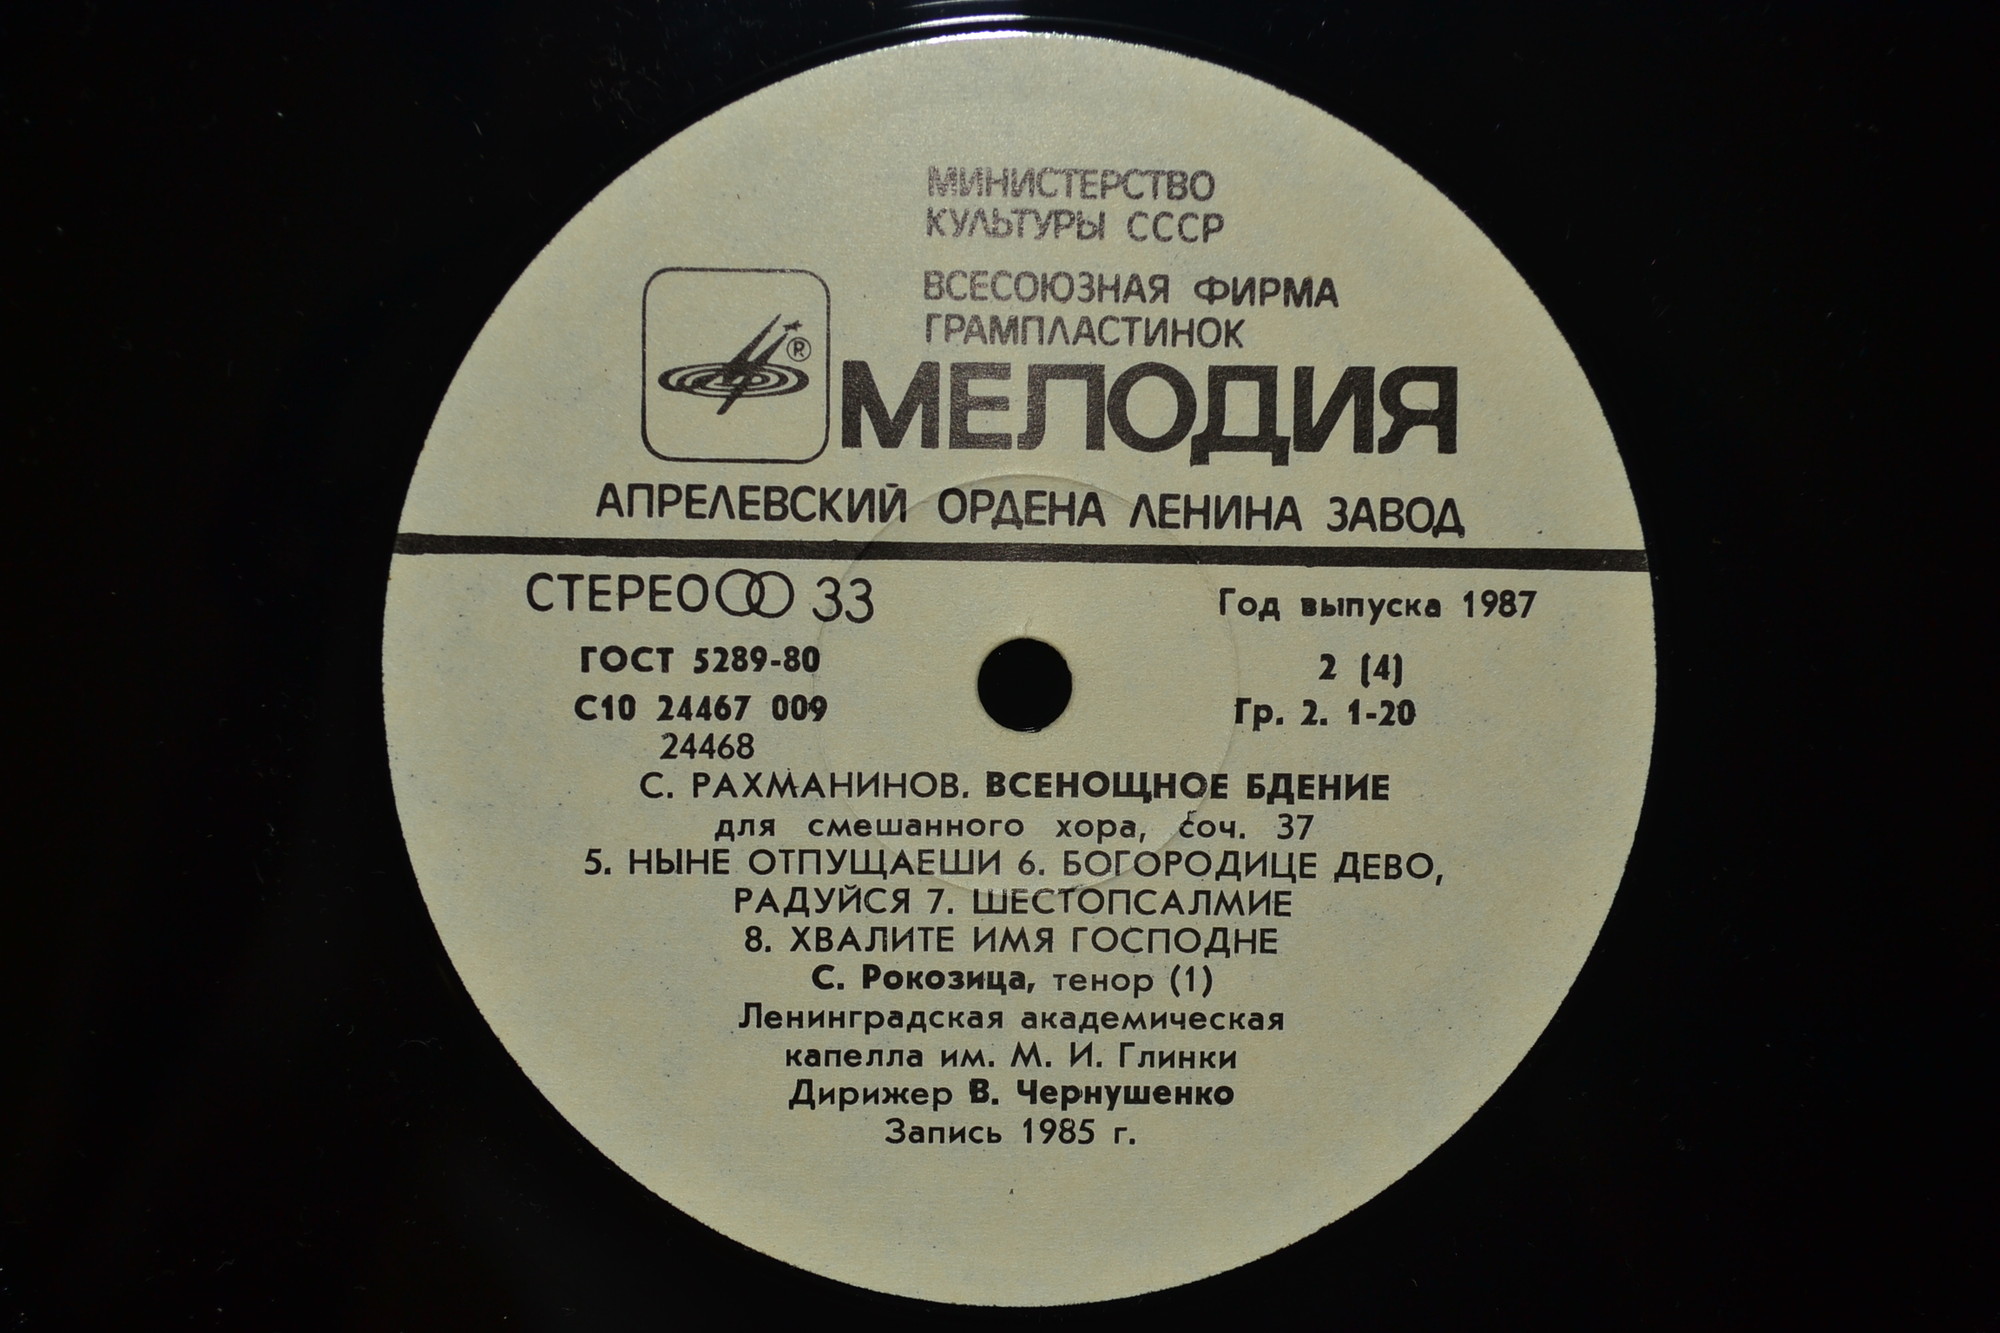 МИНИСТЕРСТВО
КУЛЬТУРЫ СССР
ВСЕСОЮЗНАЯ ФИРМА
ГРАМПЛАСТИНОК
®
МЕЛОДИЯ
АПРЕЛЕВСКИЙ ОРДЕНА ЛЕНИНА ЗАВОД
СТЕРЕО 33
Год выпуска 1987
ГОСТ 5289-80
2 (4)
С10 24467 009
Гр. 2. 1-20
24468
С. РАХМАНИНОВ. ВСЕНОЩНОЕ БДЕНИЕ
для смешанного хора, соч. 37
5. НЫНЕ ОТПУЩАЕШИ 6. БОГОРОДИЦЕ ДЕВО,
РАДУЙСЯ 7. ШЕСТОПСАЛМИЕ
8. ХВАЛИТЕ ИМЯ ГОСПОДНЕ
С. Рокозица, тенор (1)
Ленинградская академическая
капелла им. М. И. Глинки
Дирижер В. Чернушенко
Запись 1985 г.